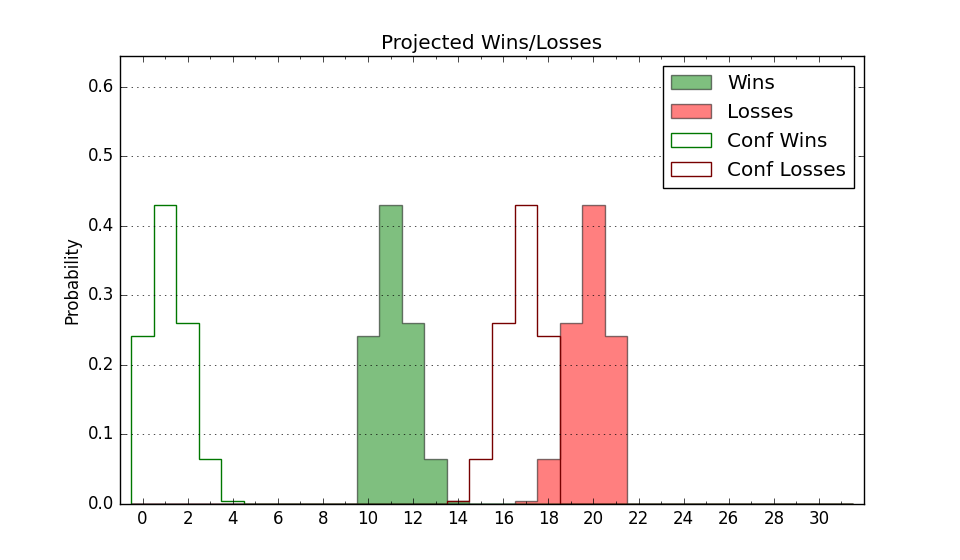 Projected Wins/Losses
Wins
Losses
Conf Wins
Conf Losses
Probability
0.6
0.5
0.4
0.3
0.2
0.1
0.0
0 2 4 6 8 10 12 14 16 18 20 22 24 26 28 30